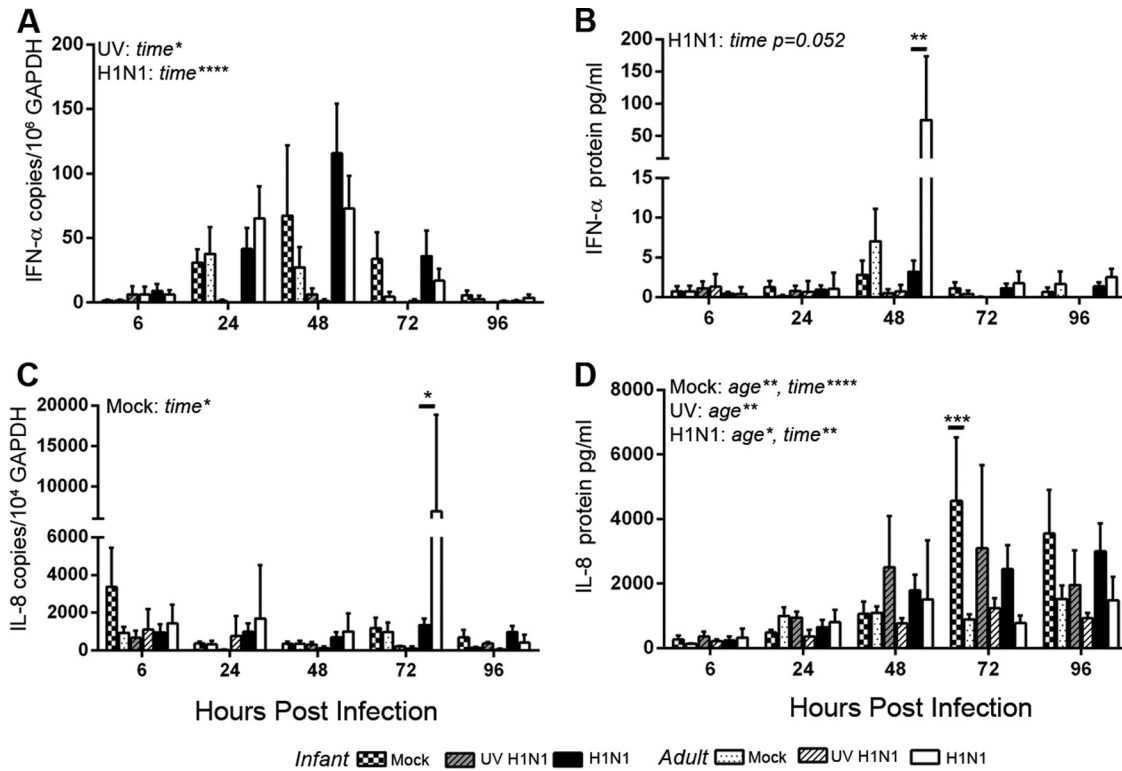 A
UV: time*
H1N1: time****
IFN-α copies/10⁶ GAPDH
200
150
100
50
0
6 24 48 72 96
B
H1N1: time p=0.052
**
IFN-α protein pg/ml
200
150
100
50
15
10
5
0
6 24 48 72 96
C
Mock: time*
*
IL-8 copies/10⁴ GAPDH
20000
15000
10000
6000
4000
2000
0
6 24 48 72 96
D
Mock: age**, time****
UV: age**
H1N1: age*, time**
***
IL-8 protein pg/ml
8000
6000
4000
2000
0
6 24 48 72 96
Hours Post Infection
Infant Mock UV H1N1 H1N1 Adult Mock UV H1N1 H1N1